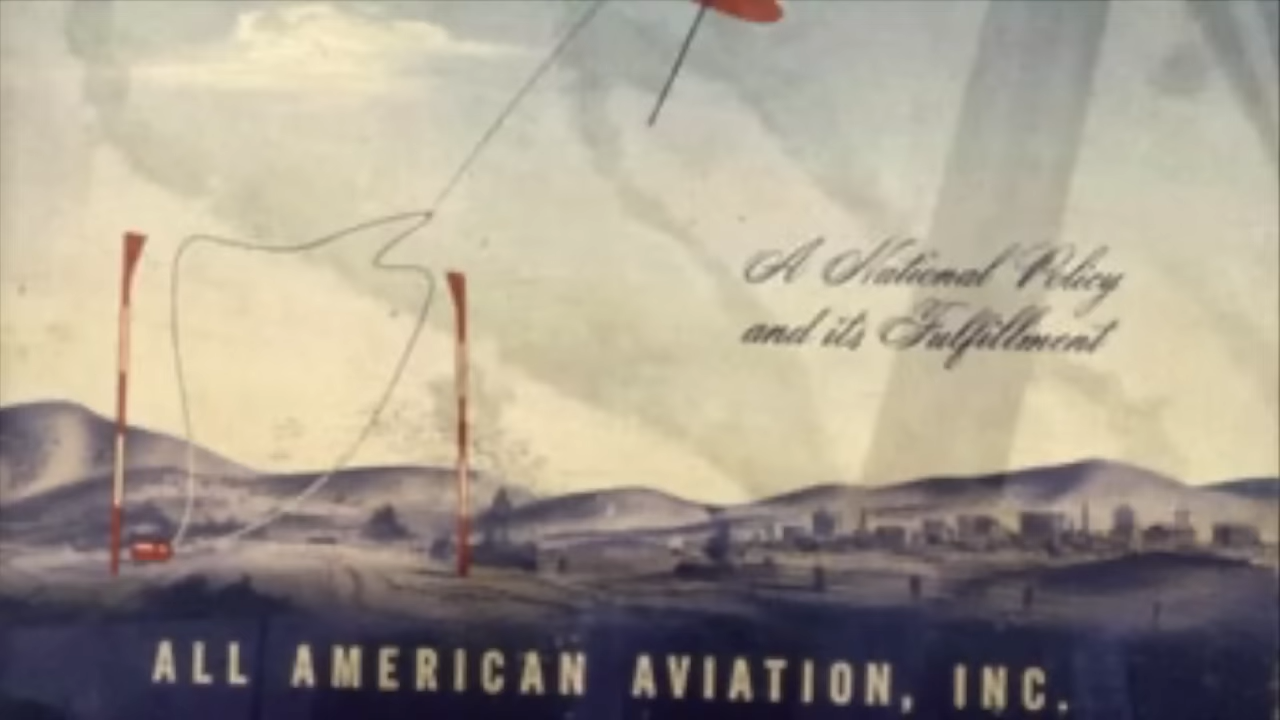 A National Policy
and its Fulfillment
ALL AMERICAN AVIATION, INC.